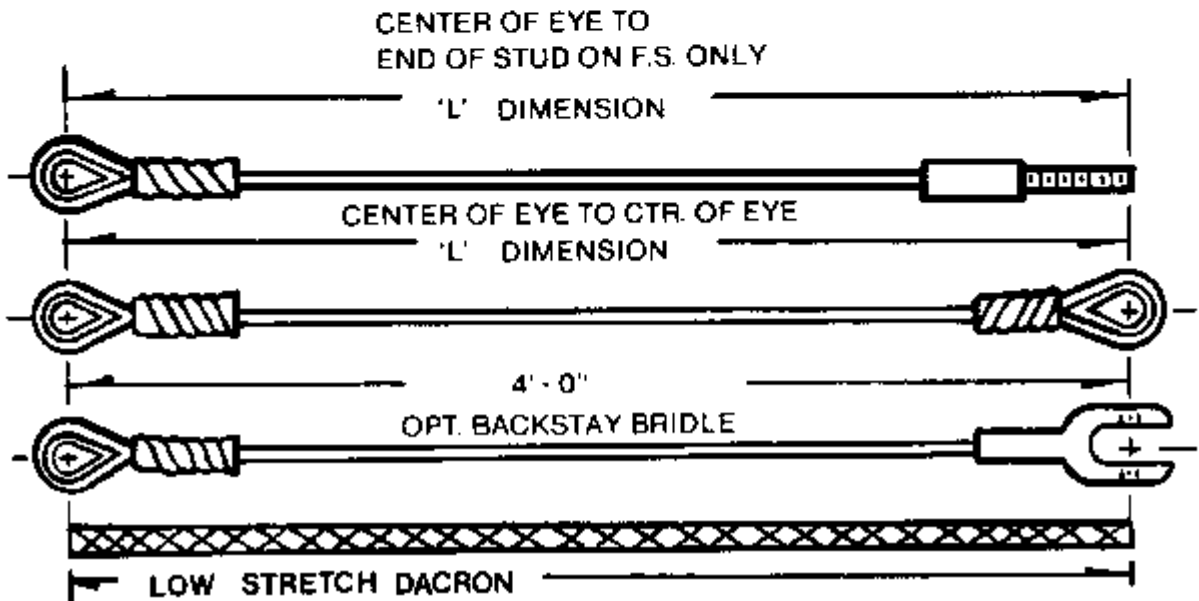 CENTER OF EYE TO
END OF STUD ON F.S. ONLY
'L' DIMENSION
CENTER OF EYE TO CTR. OF EYE
'L' DIMENSION
4'-0"
OPT. BACKSTAY BRIDLE
LOW STRETCH DACRON